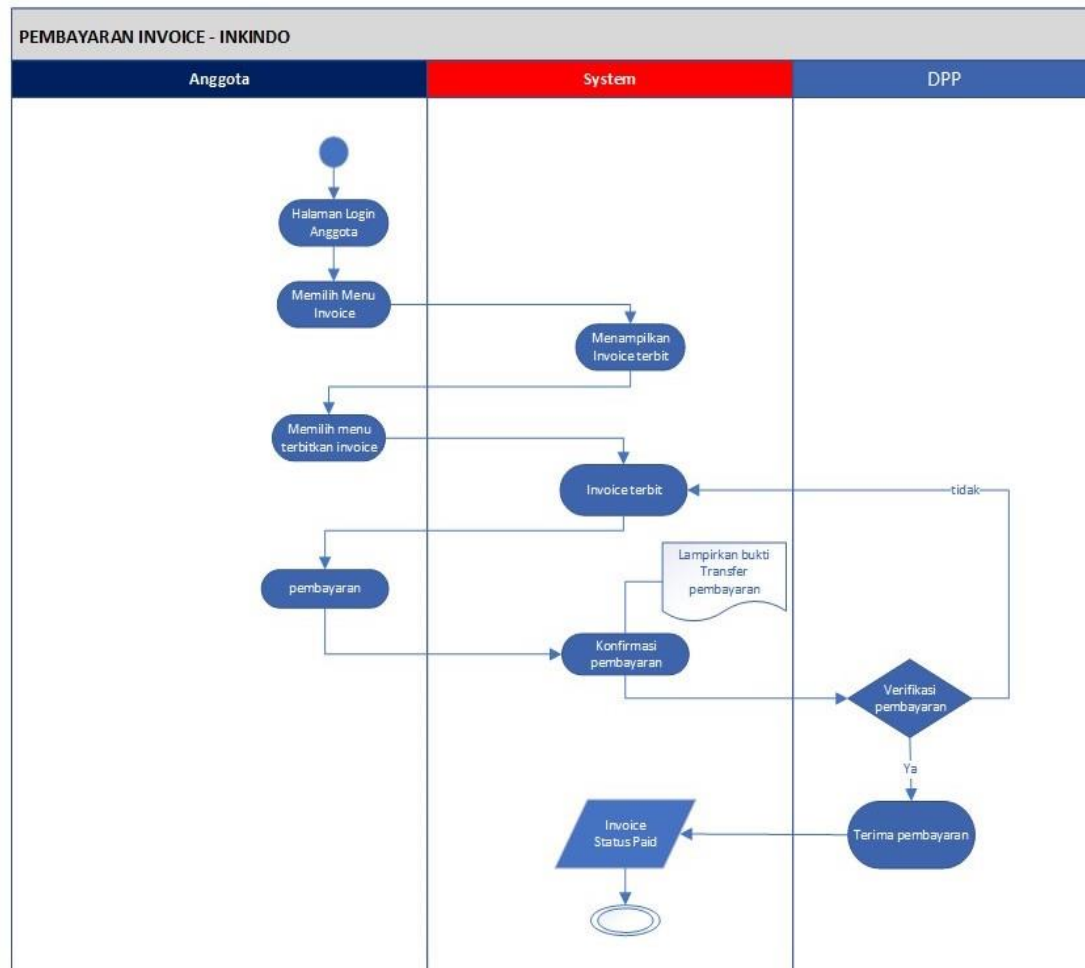 PEMBAYARAN INVOICE - INKINDO
Anggota
System
DPP
Halaman Login
Anggota
Memilih Menu
Invoice
Menampilkan
Invoice terbit
Memilih menu
terbitkan invoice
Invoice terbit
tidak
Lampirkan bukti
Transfer
pembayaran
pembayaran
Konfirmasi
pembayaran
Verifikasi
pembayaran
Ya
Terima pembayaran
Invoice
Status Paid